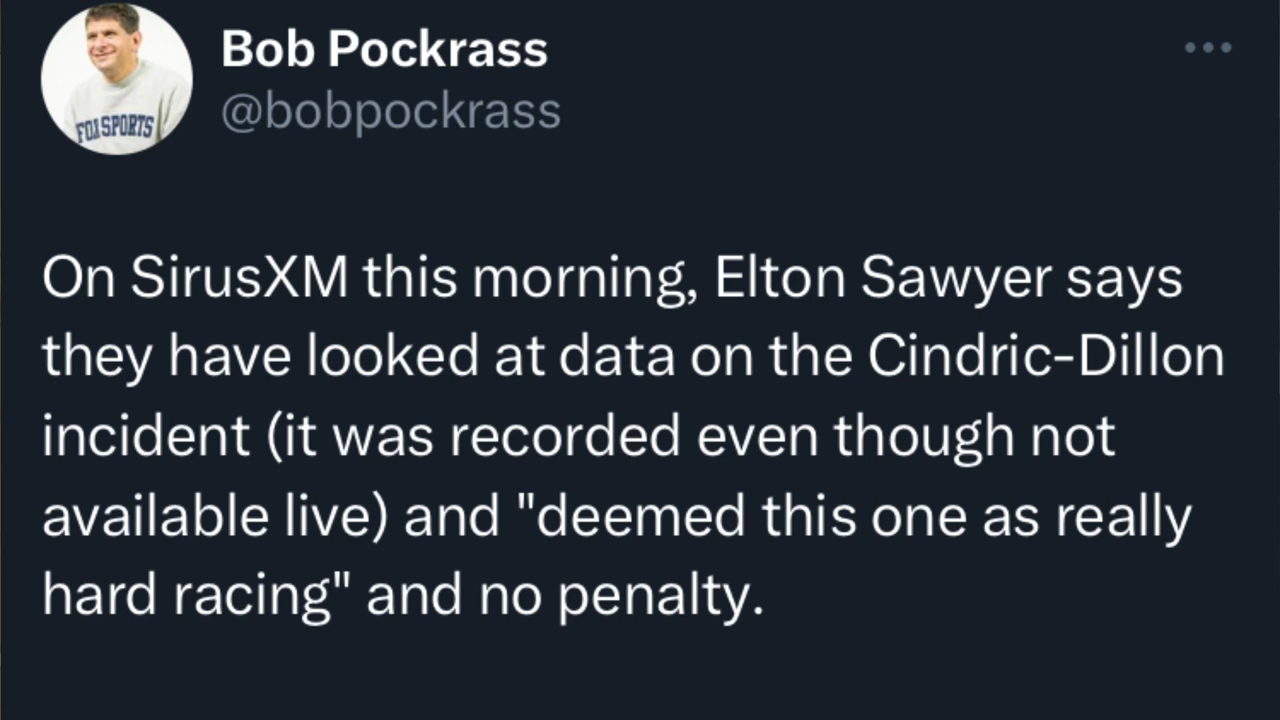 Bob Pockrass
@bobpockrass
FOX SPORTS
On SirusXM this morning, Elton Sawyer says
they have looked at data on the Cindric-Dillon
incident (it was recorded even though not
available live) and "deemed this one as really
hard racing" and no penalty.